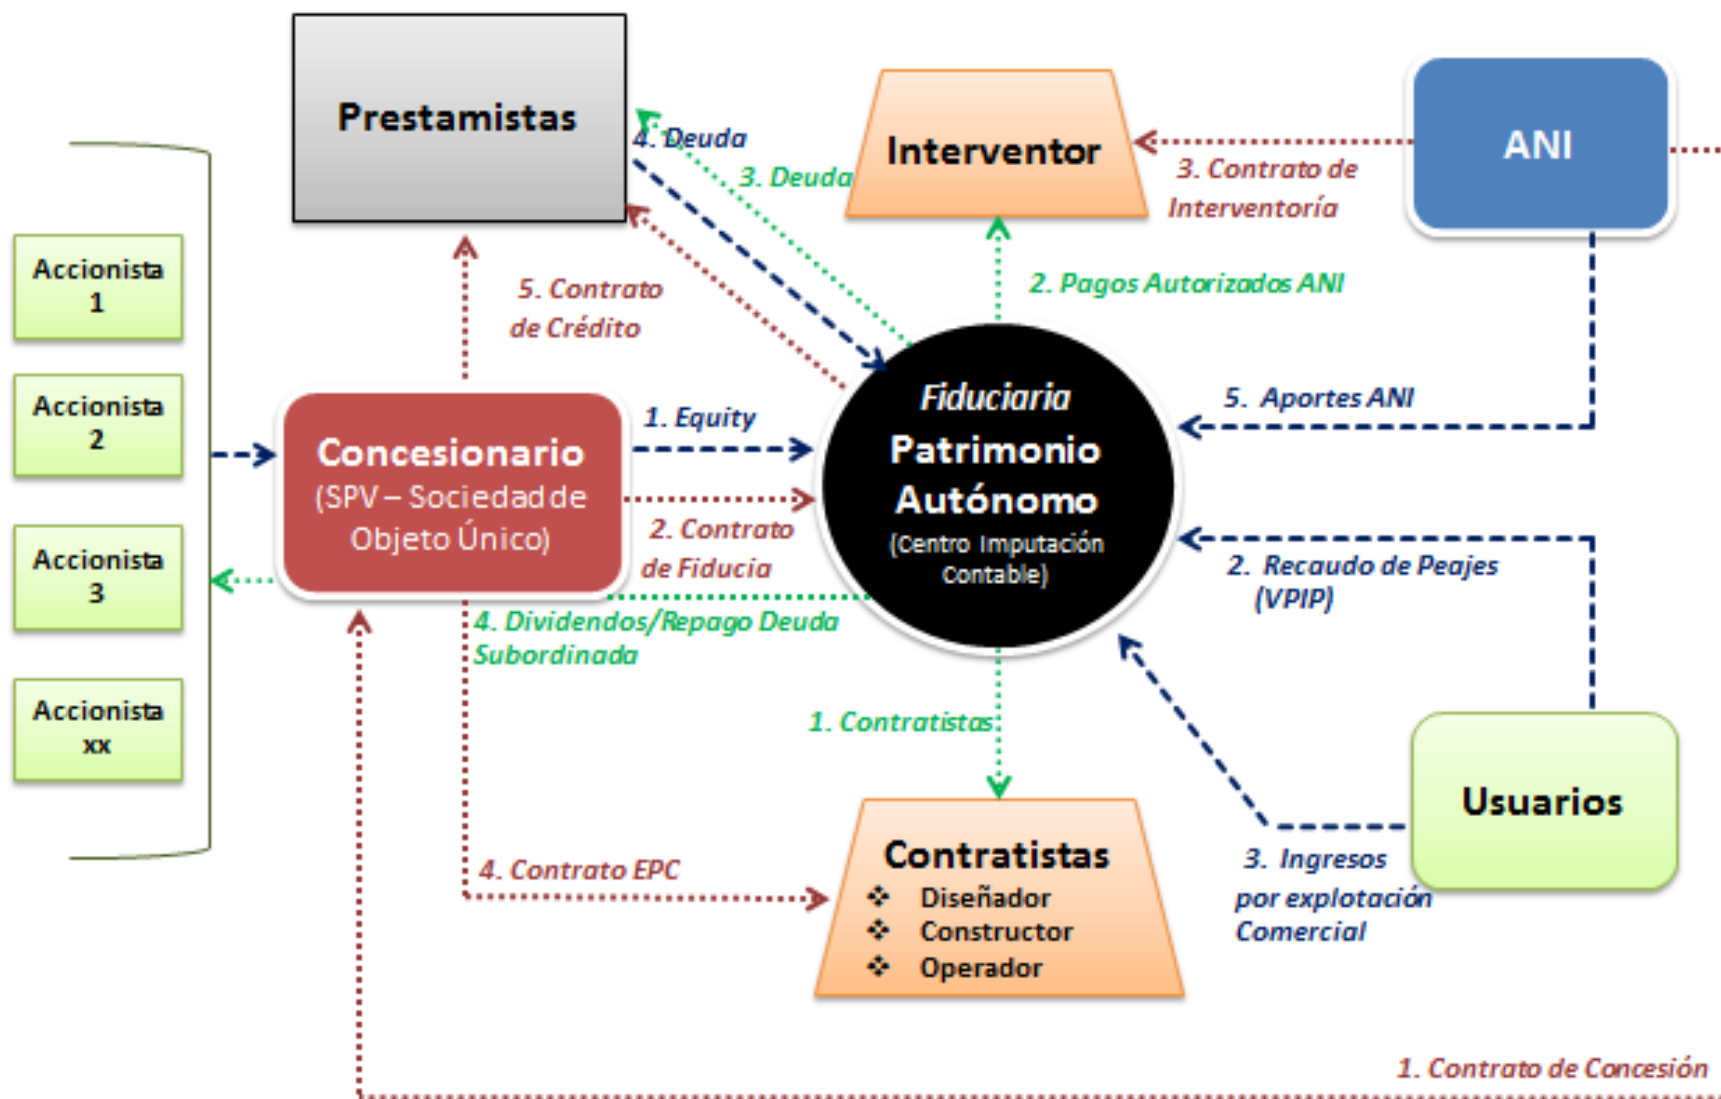 Prestamistas
Interventor
ANI
4. Deuda
3. Deuda
3. Contrato de
Interventoría
Accionista
1
5. Contrato
de Crédito
2. Pagos Autorizados ANI
Accionista
2
1. Equity
Fiduciaria
Patrimonio
Autónomo
(Centro Imputación
Contable)
5. Aportes ANI
Concesionario
(SPV – Sociedad de
Objeto Único)
2. Contrato
de Fiducia
Accionista
3
2. Recaudo de Peajes
(VPIP)
4. Dividendos/Repago Deuda
Subordinada
Accionista
xx
1. Contratistas
Usuarios
4. Contrato EPC
Contratistas
❖ Diseñador
❖ Constructor
❖ Operador
3. Ingresos
por explotación
Comercial
1. Contrato de Concesión